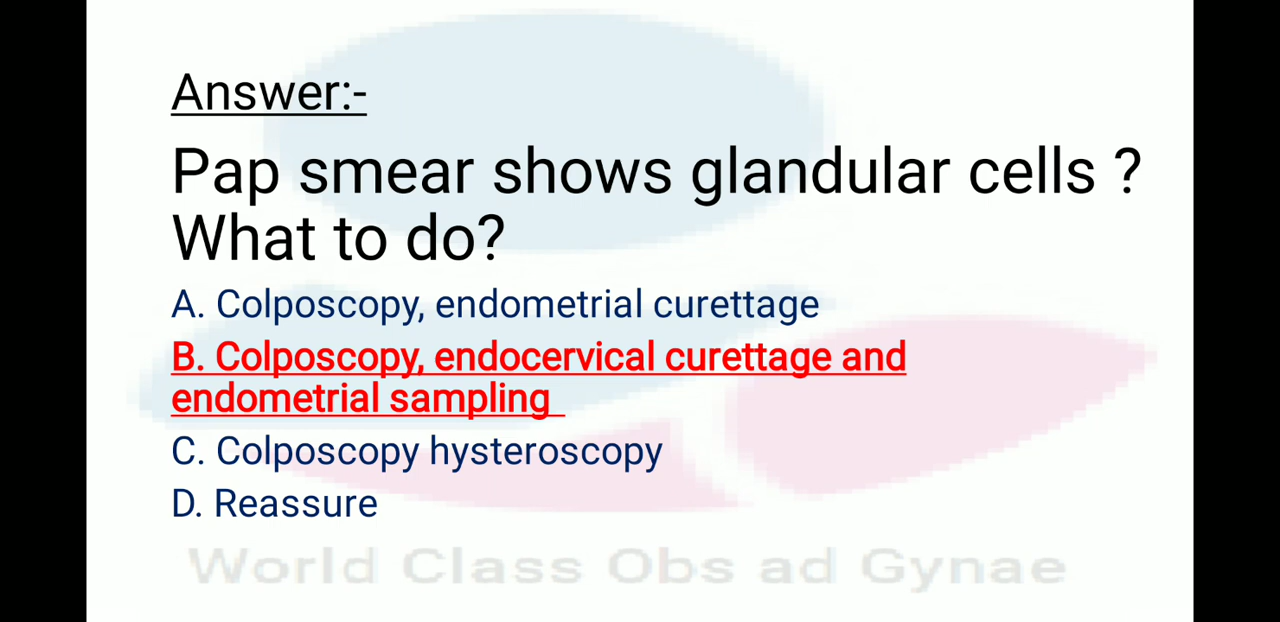 Answer:-
Pap smear shows glandular cells ?
What to do?
A. Colposcopy, endometrial curettage
B. Colposcopy, endocervical curettage and
endometrial sampling
C. Colposcopy hysteroscopy
D. Reassure
World Class Obs ad Gynae